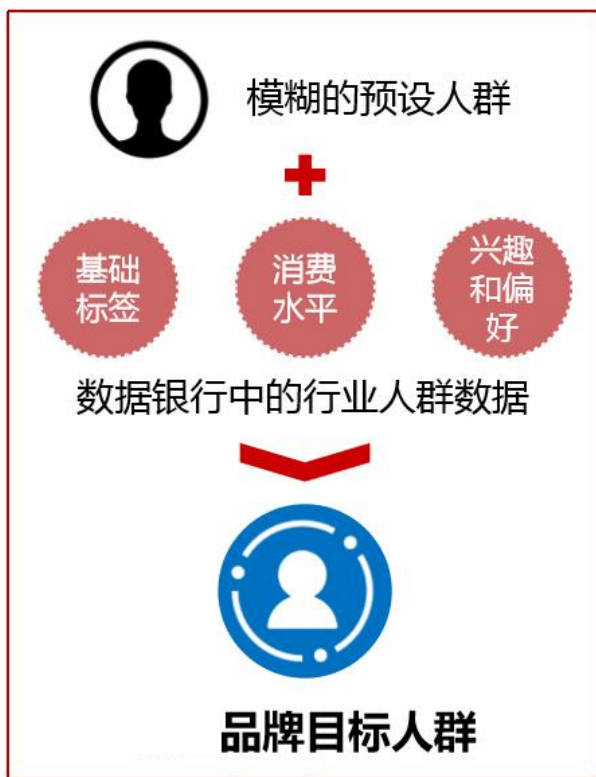 模糊的预设人群
基础
标签
消费
水平
兴趣
和偏
好
数据银行中的行业人群数据
品牌目标人群